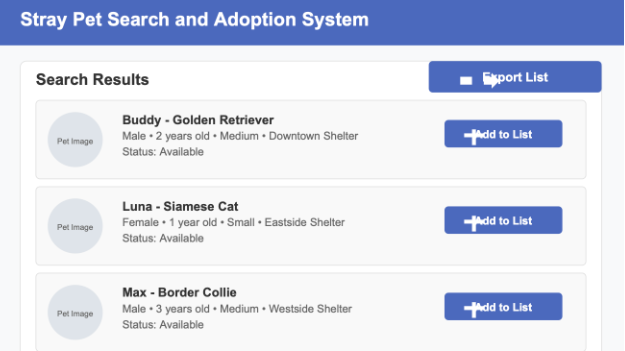 Stray Pet Search and Adoption System
Search Results
Export List
Pet Image
Buddy - Golden Retriever
Male • 2 years old • Medium • Downtown Shelter
Status: Available
Add to List
Pet Image
Luna - Siamese Cat
Female • 1 year old • Small • Eastside Shelter
Status: Available
Add to List
Pet Image
Max - Border Collie
Male • 3 years old • Medium • Westside Shelter
Status: Available
Add to List